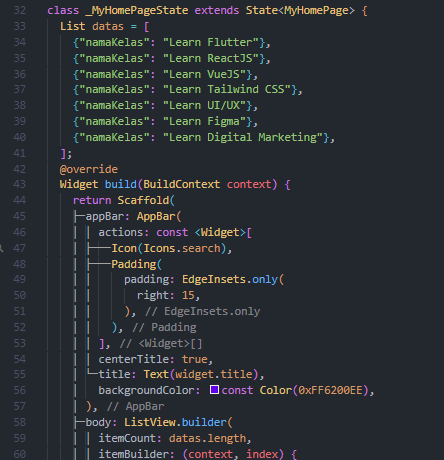 32 class _MyHomePageState extends State<MyHomePage> {
33 List datas = [
34 {"namaKelas": "Learn Flutter"},
35 {"namaKelas": "Learn ReactJS"},
36 {"namaKelas": "Learn VueJS"},
37 {"namaKelas": "Learn Tailwind CSS"},
38 {"namaKelas": "Learn UI/UX"},
39 {"namaKelas": "Learn Figma"},
40 {"namaKelas": "Learn Digital Marketing"},
41 ];
42 @override
43 Widget build(BuildContext context) {
44 return Scaffold(
45 appBar: AppBar(
46 actions: const <Widget>[
47 Icon(Icons.search),
48 Padding(
49 padding: EdgeInsets.only(
50 right: 15,
51 ), // EdgeInsets.only
52 ), // Padding
53 ], // <Widget>[]
54 centerTitle: true,
55 title: Text(widget.title),
56 backgroundColor: const Color(0xFF6200EE),
57 ), // AppBar
58 body: ListView.builder(
59 itemCount: datas.length,
60 itemBuilder: (context, index) {